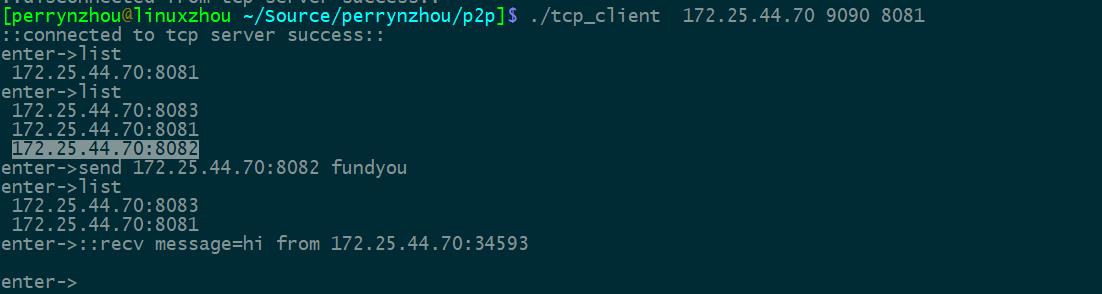 ::disconnected from tcp server success::
[perrynzhou@linuxzhou ~/Source/perrynzhou/p2p]$ ./tcp_client  172.25.44.70 9090 8081
::connected to tcp server success::
enter->list
 172.25.44.70:8081
enter->list
 172.25.44.70:8083
 172.25.44.70:8081
 172.25.44.70:8082
enter->send 172.25.44.70:8082 fundyou
enter->list
 172.25.44.70:8083
 172.25.44.70:8081
enter->::recv message=hi from 172.25.44.70:34593
enter->